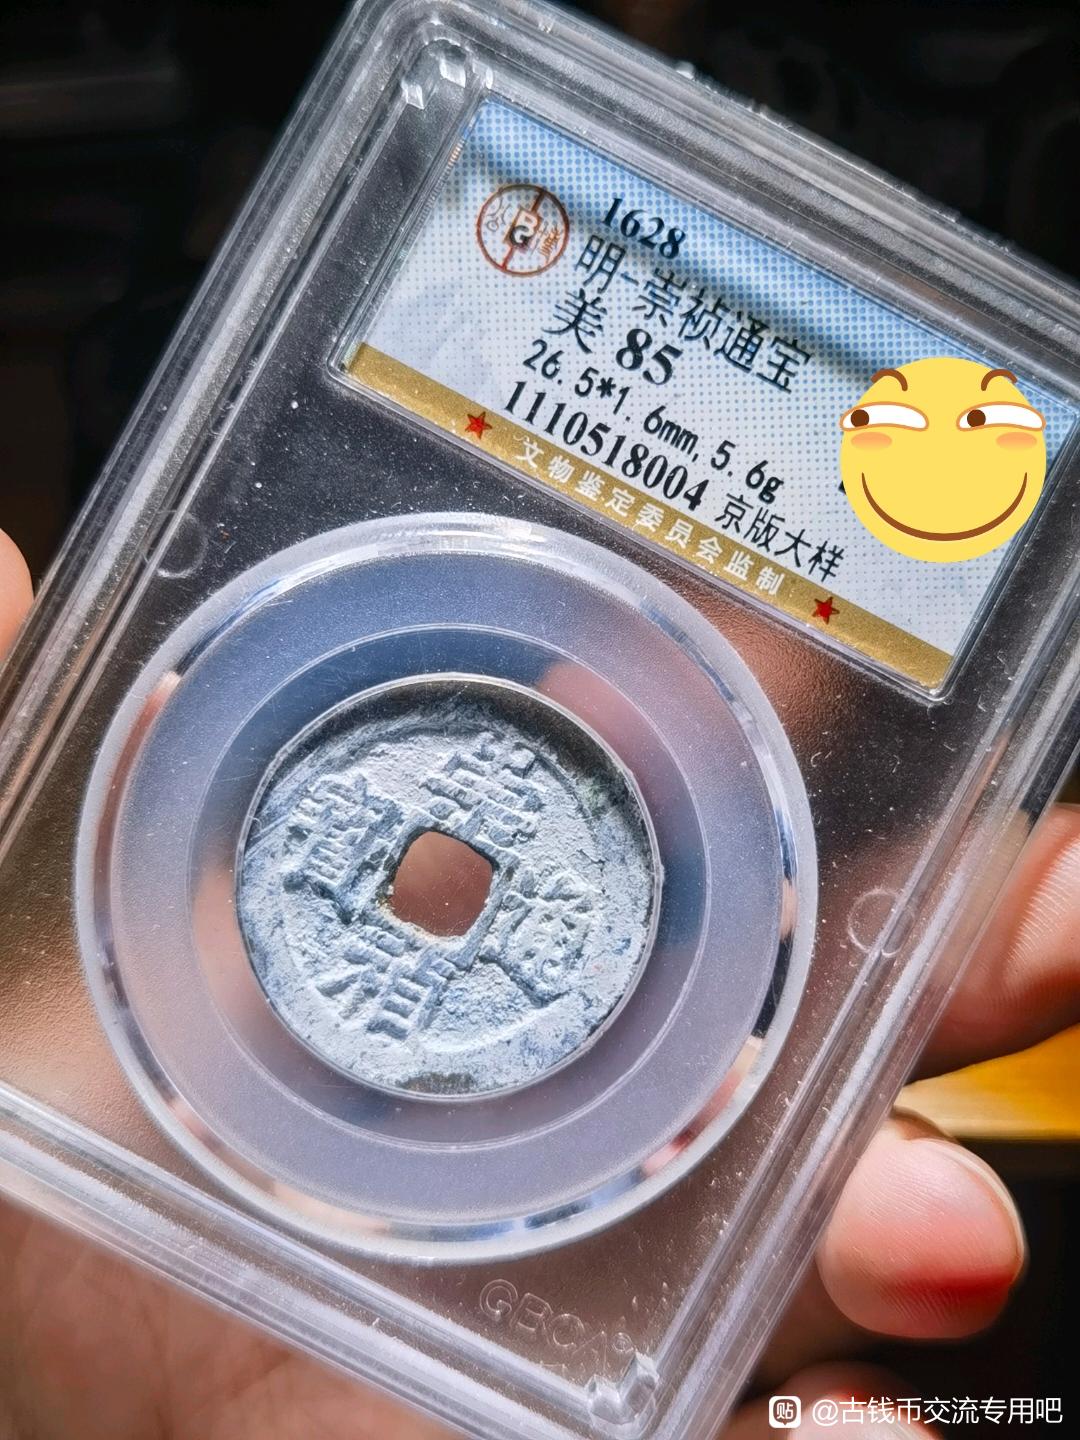 1628
明-崇祯通宝
美 85
26.5*1.6mm,5.6g
1110518004 京版大样
文物鉴定委员会监制
崇禎通寶
GBCA
贴 @古钱币交流专用吧